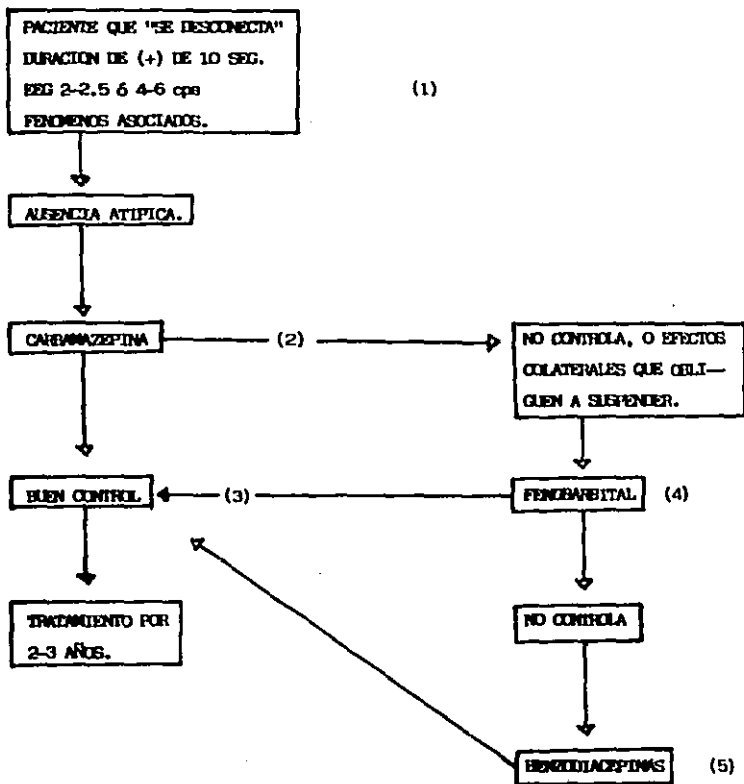 PACIENTE QUE "SE DESCONECTA"
DURACION DE (+) DE 10 SEG.
EEG 2-2.5 ó 4-6 cps
FENOMENOS ASOCIADOS.
(1)
AUSENCIA ATIPICA.
CARBAMAZEPINA
(2)
NO CONTROLA, O EFECTOS
COLATERALES QUE OBLI—
GUEN A SUSPENDER.
BUEN CONTROL
(3)
FENOBARBITAL
(4)
TRATAMIENTO POR
2-3 AÑOS.
NO CONTROLA
BENZODIACEPINAS
(5)